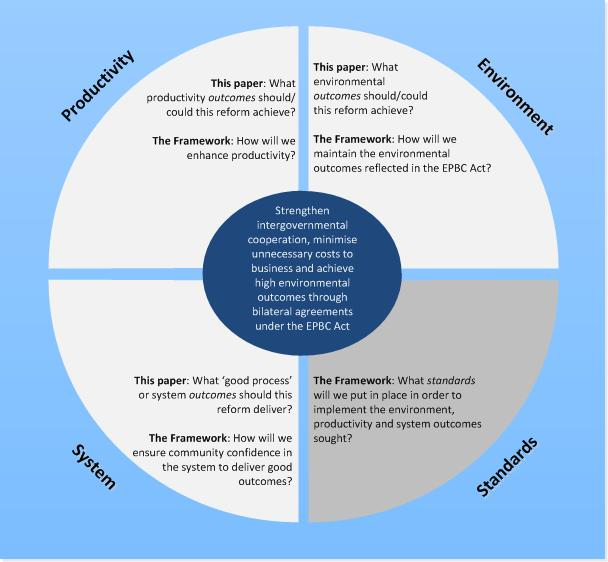 Productivity
This paper: What
productivity outcomes should/
could this reform achieve?
The Framework: How will we
enhance productivity?
Environment
This paper: What
environmental
outcomes should/could
this reform achieve?
The Framework: How will we
maintain the environmental
outcomes reflected in the EPBC Act?
Strengthen
intergovernmental
cooperation, minimise
unnecessary costs to
business and achieve
high environmental
outcomes through
bilateral agreements
under the EPBC Act
System
This paper: What ‘good process’
or system outcomes should this
reform deliver?
The Framework: How will we
ensure community confidence in
the system to deliver good
outcomes?
Standards
The Framework: What standards
will we put in place in order to
implement the environment,
productivity and system outcomes
sought?